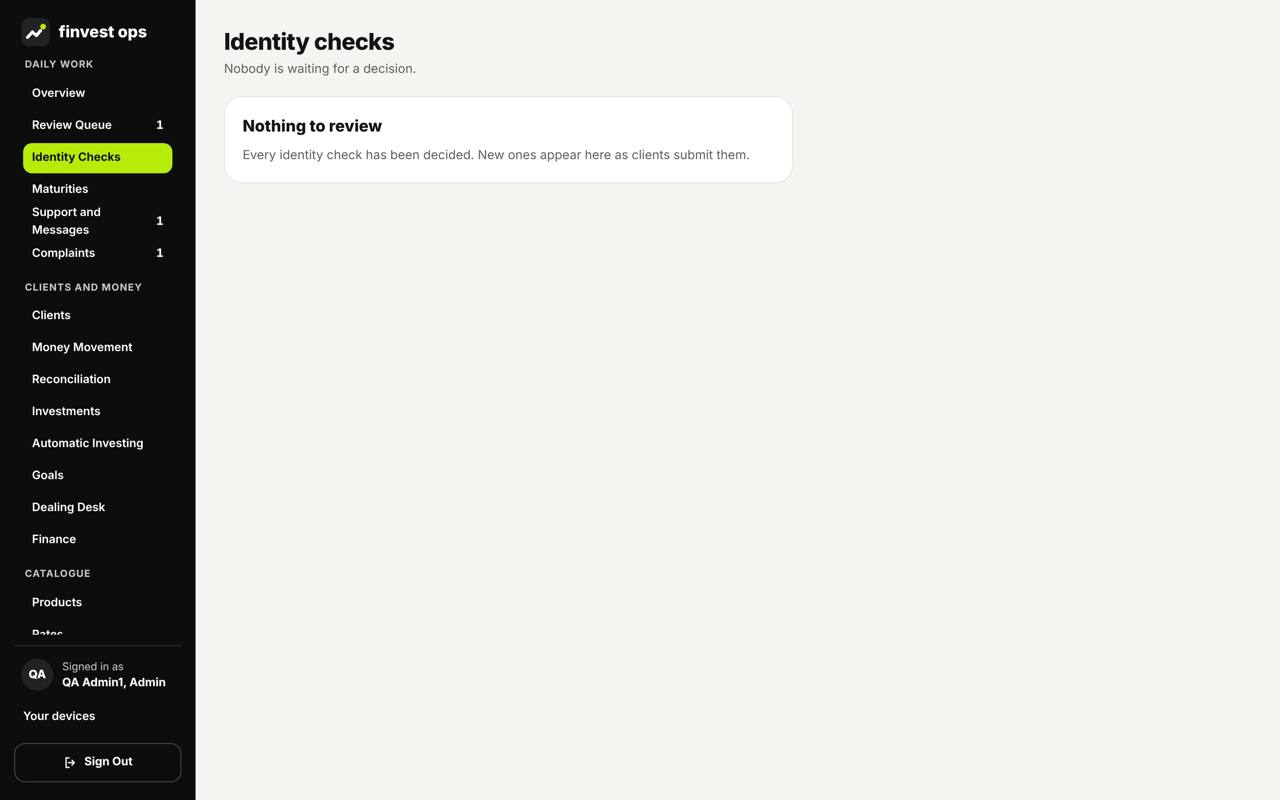 finvest ops
DAILY WORK
Overview
Review Queue 1
Identity Checks
Maturities
Support and
Messages 1
Complaints 1
CLIENTS AND MONEY
Clients
Money Movement
Reconciliation
Investments
Automatic Investing
Goals
Dealing Desk
Finance
CATALOGUE
Products
Rates
QA
Signed in as
QA Admin1, Admin
Your devices
Sign Out
Identity checks
Nobody is waiting for a decision.
Nothing to review
Every identity check has been decided. New ones appear here as clients submit them.